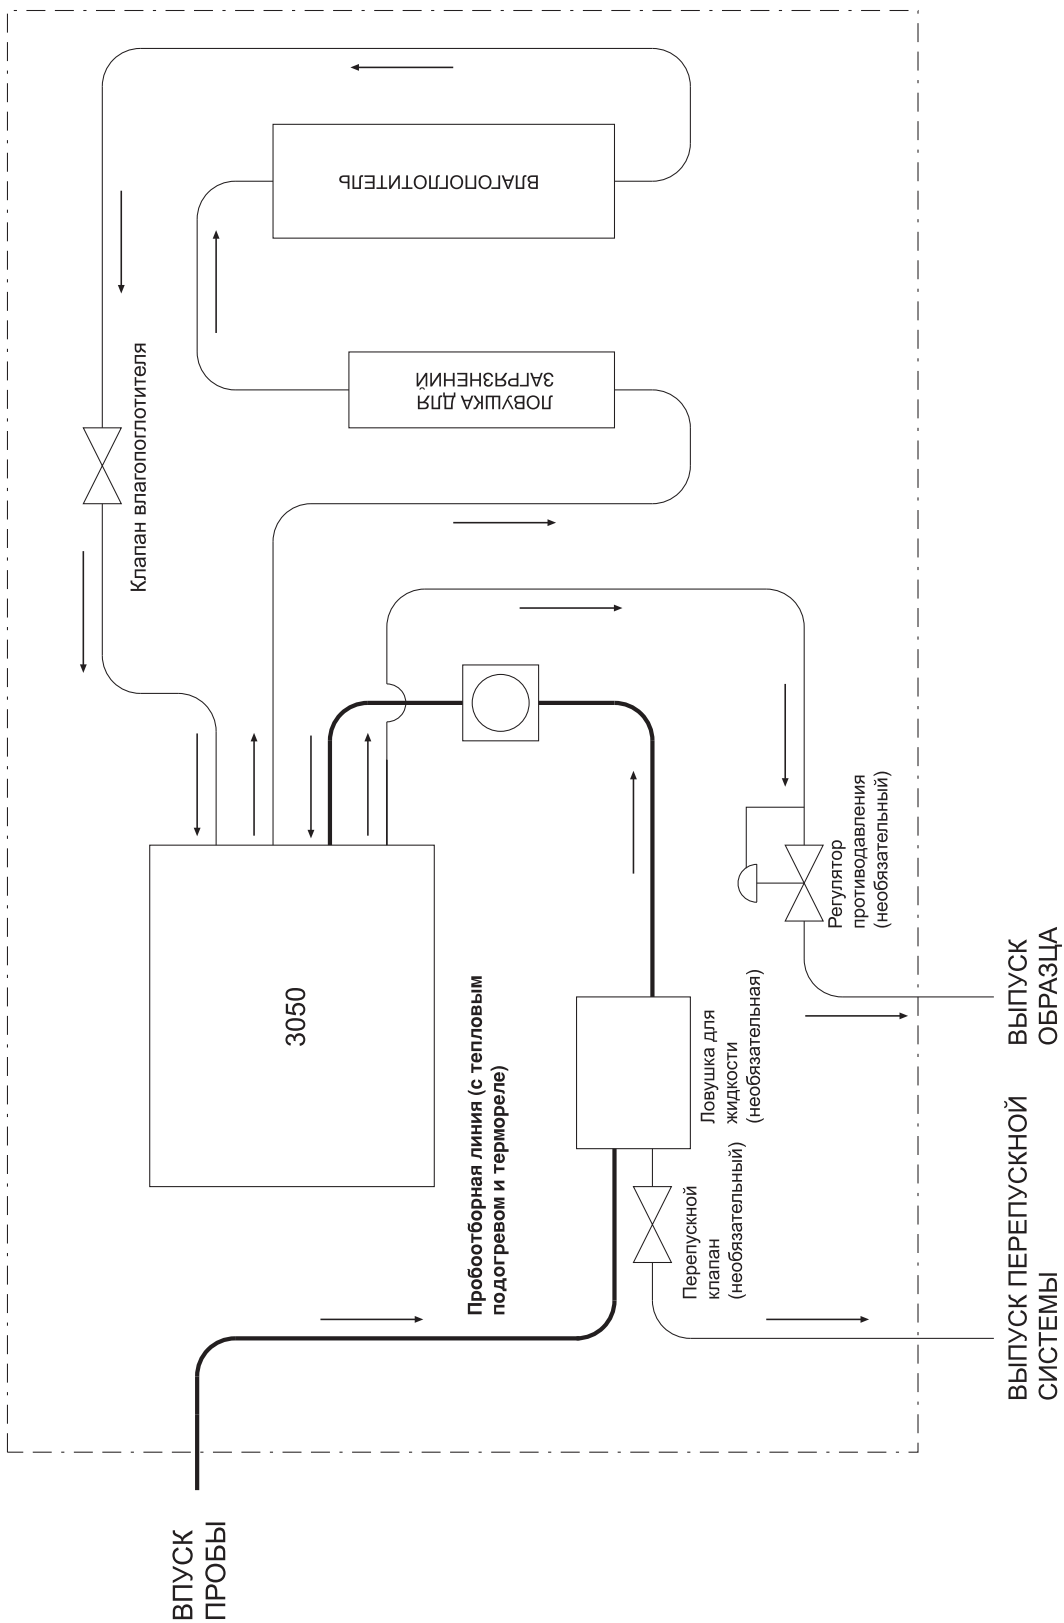 ВПУСК
ПРОБЫ
Пробоотборная линия (с тепловым
подогревом и термореле)
3050
Клапан влагопоглотителя
ЛОВУШКА ДЛЯ
ЗАГРЯЗНЕНИЙ
ВЛАГОПОГЛОТИТЕЛЬ
Перепускной
клапан
(необязательный)
Ловушка для
жидкости
(необязательная)
Регулятор
противодавления
(необязательный)
ВЫПУСК ПЕРЕПУСКНОЙ
СИСТЕМЫ
ВЫПУСК
ОБРАЗЦА